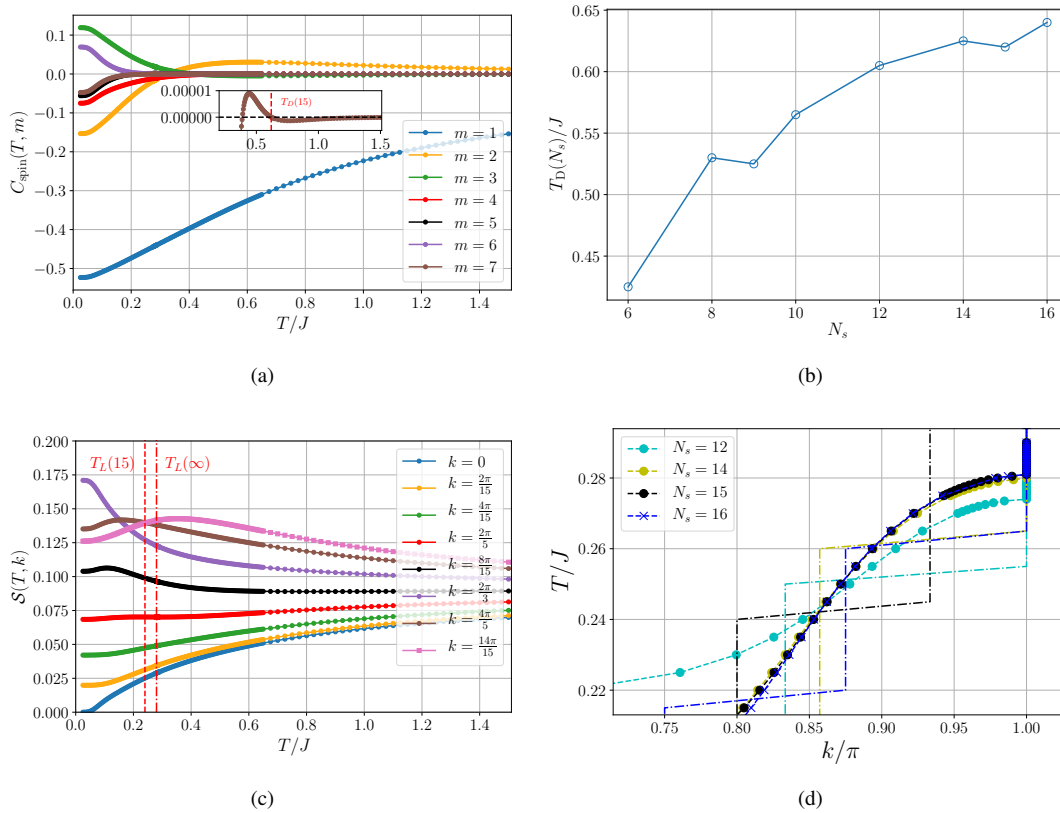 0.1
0.0
−0.1
−0.2
−0.3
−0.4
−0.5
C_spin(T, m)
0.00001
0.00000
T_D(15)
0.5
1.0
1.5
m = 1
m = 2
m = 3
m = 4
m = 5
m = 6
m = 7
0.0 0.2 0.4 0.6 0.8 1.0 1.2 1.4
T/J
(a)
0.65
0.60
0.55
0.50
0.45
T_D(N_s)/J
6 8 10 12 14 16
N_s
(b)
0.200
0.175
0.150
0.125
0.100
0.075
0.050
0.025
0.000
S(T, k)
T_L(15)
T_L(∞)
k = 0
k = 2π/15
k = 4π/15
k = 2π/5
k = 8π/15
k = 2π/3
k = 4π/5
k = 14π/15
0.0 0.2 0.4 0.6 0.8 1.0 1.2 1.4
T/J
(c)
N_s = 12
N_s = 14
N_s = 15
N_s = 16
0.28
0.26
0.24
0.22
T/J
0.75 0.80 0.85 0.90 0.95 1.00
k/π
(d)